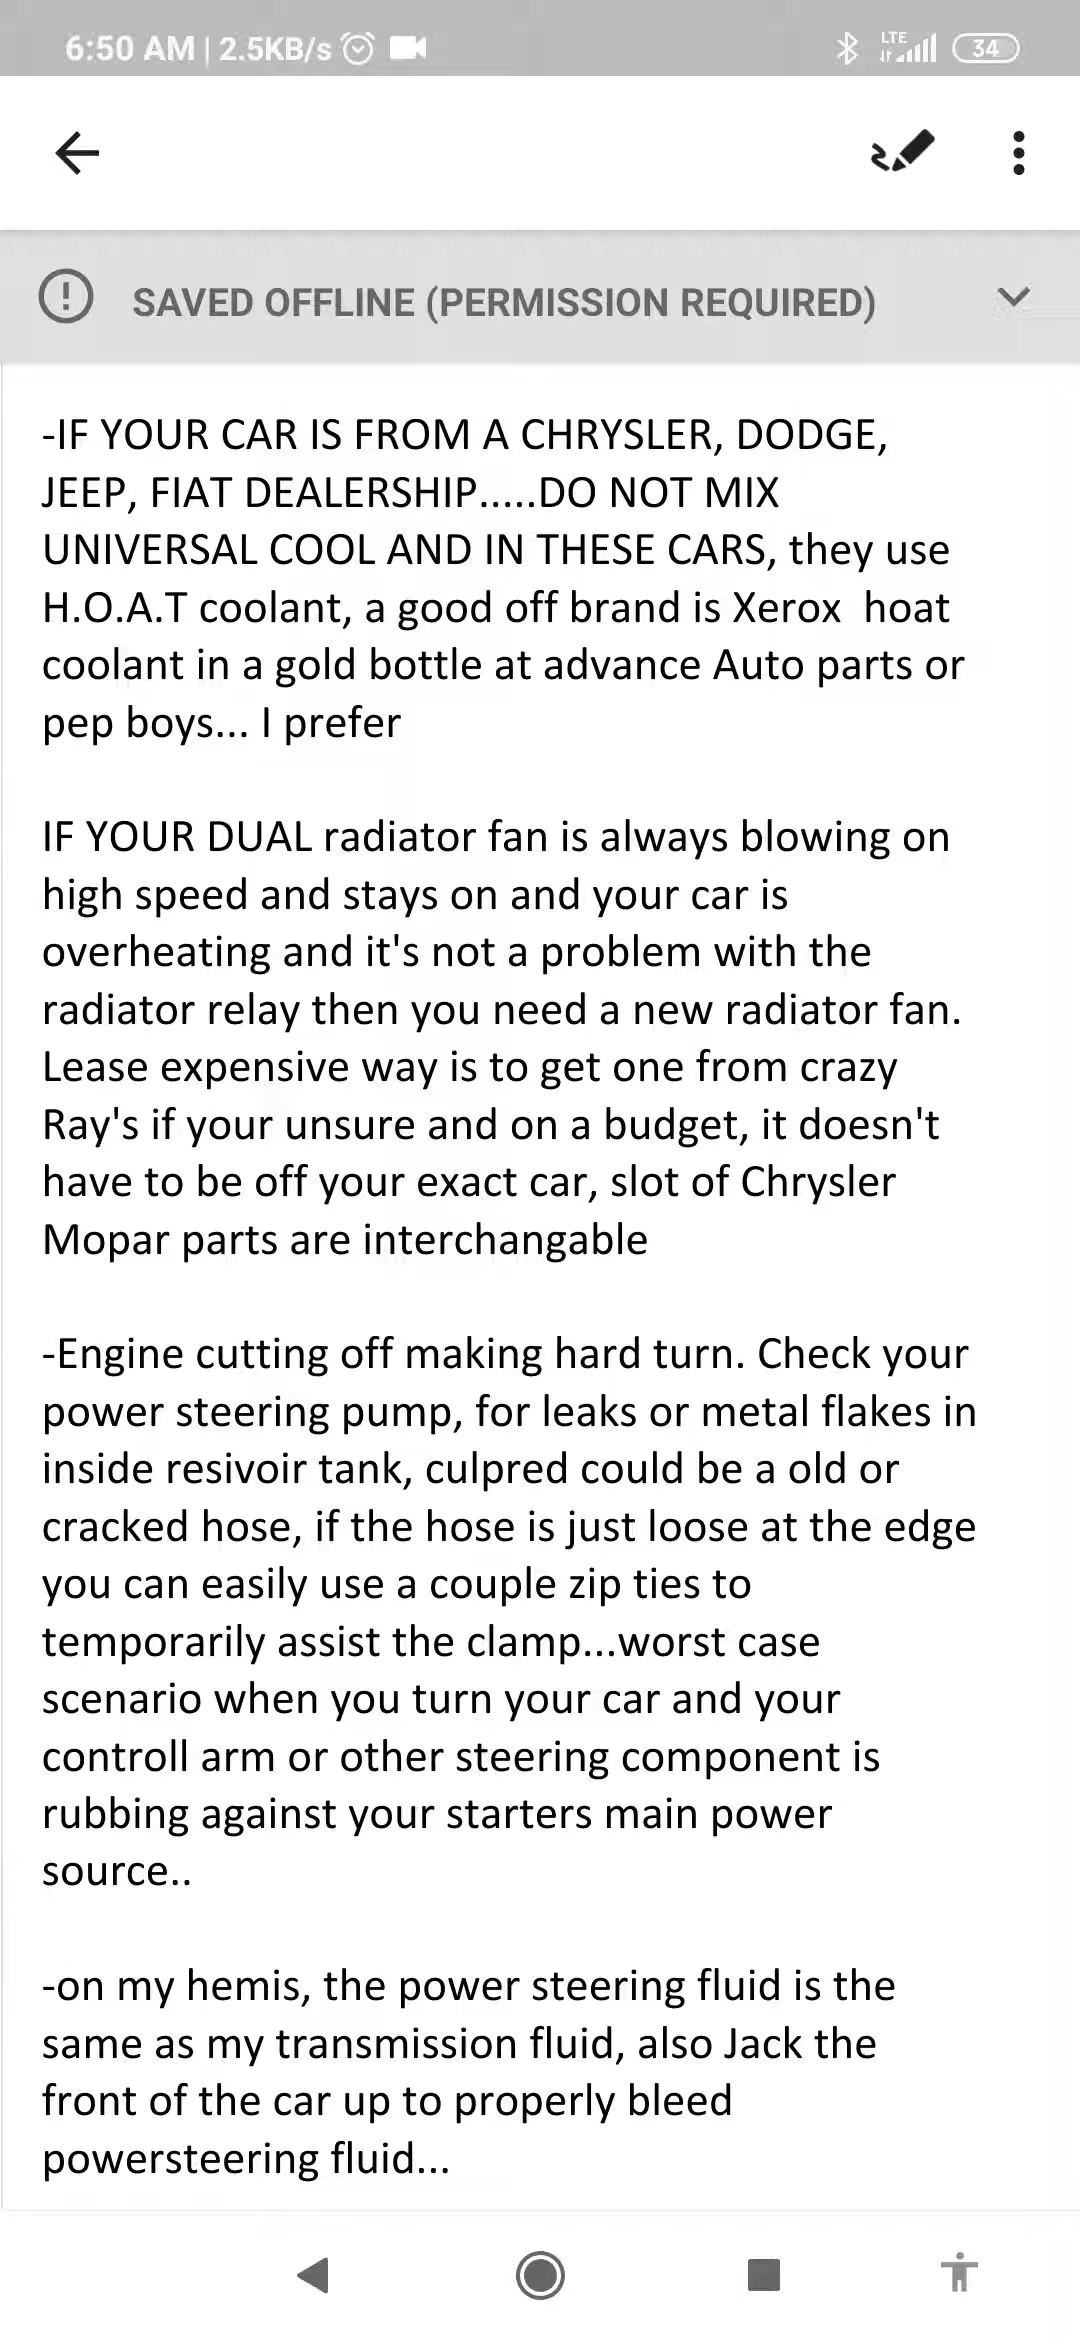 6:50 AM | 2.5KB/s
LTE
34
SAVED OFFLINE (PERMISSION REQUIRED)
-IF YOUR CAR IS FROM A CHRYSLER, DODGE,
JEEP, FIAT DEALERSHIP.....DO NOT MIX
UNIVERSAL COOL AND IN THESE CARS, they use
H.O.A.T coolant, a good off brand is Xerox  hoat
coolant in a gold bottle at advance Auto parts or
pep boys... I prefer
IF YOUR DUAL radiator fan is always blowing on
high speed and stays on and your car is
overheating and it's not a problem with the
radiator relay then you need a new radiator fan.
Lease expensive way is to get one from crazy
Ray's if your unsure and on a budget, it doesn't
have to be off your exact car, slot of Chrysler
Mopar parts are interchangable
-Engine cutting off making hard turn. Check your
power steering pump, for leaks or metal flakes in
inside resivoir tank, culpred could be a old or
cracked hose, if the hose is just loose at the edge
you can easily use a couple zip ties to
temporarily assist the clamp...worst case
scenario when you turn your car and your
controll arm or other steering component is
rubbing against your starters main power
source..
-on my hemis, the power steering fluid is the
same as my transmission fluid, also Jack the
front of the car up to properly bleed
powersteering fluid...